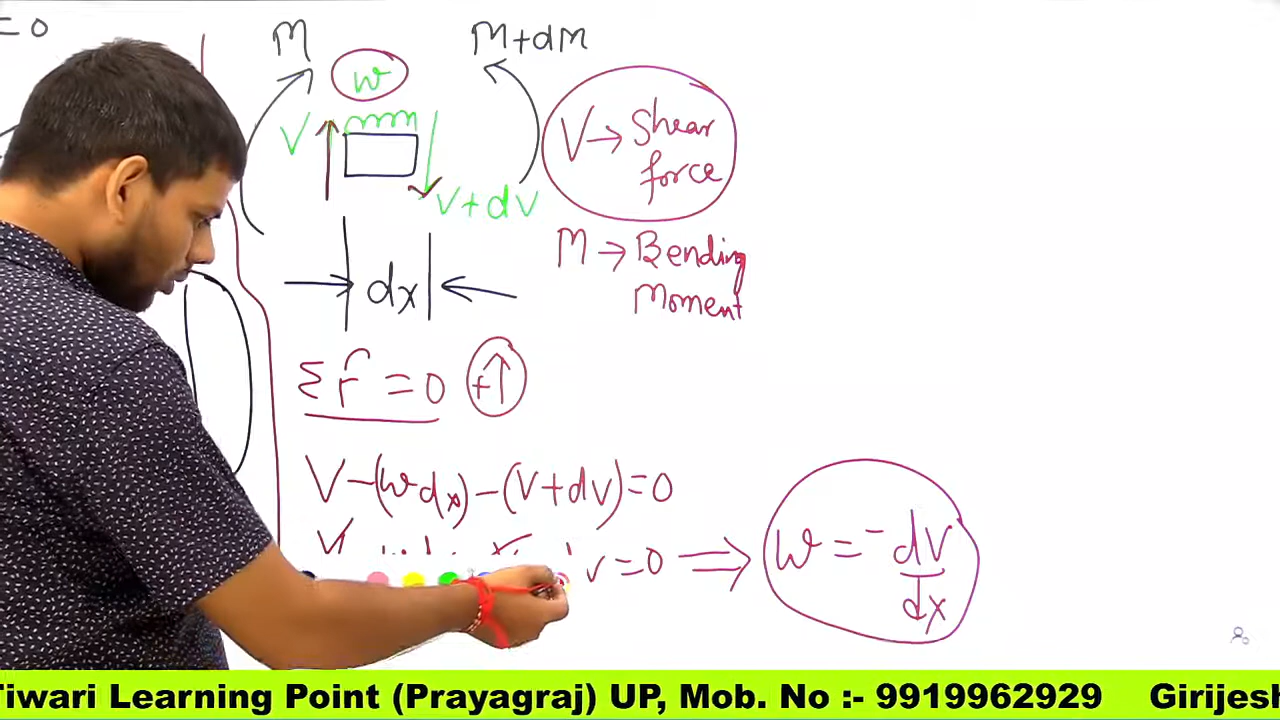 = 0
M
M+dM
w
V
V+dV
V → Shear
force
M → Bending
Moment
dx
ΣF = 0 +↑
V-(w dx)-(V+dV)=0
V=0 ⟹ w = -dV/dx
Tiwari Learning Point (Prayagraj) UP, Mob. No :- 9919962929 Girijesh